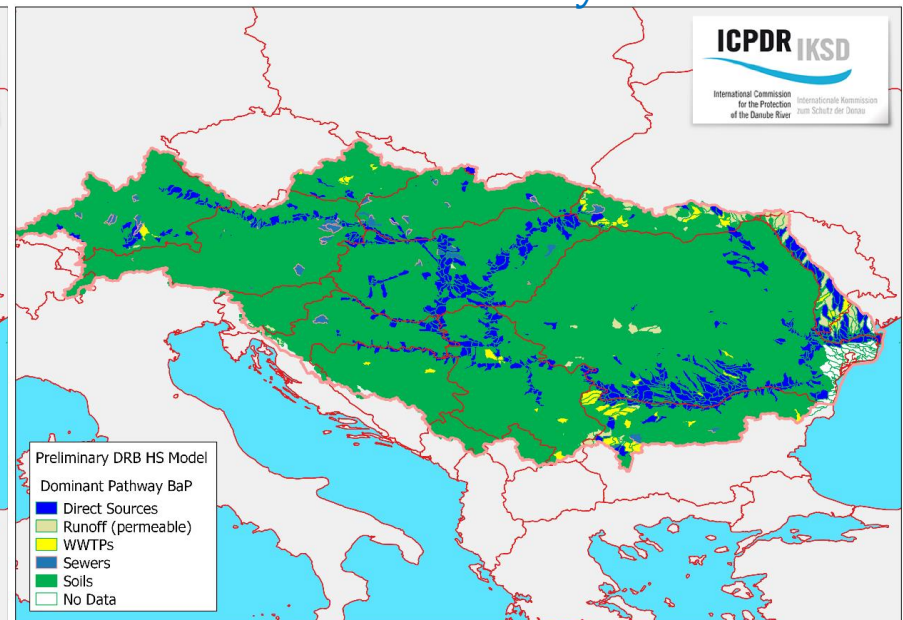 ICPDR IKSD
International Commission
for the Protection
of the Danube River
Internationale Kommission
zum Schutz der Donau
Preliminary DRB HS Model
Dominant Pathway BaP
Direct Sources
Runoff (permeable)
WWTPs
Sewers
Soils
No Data